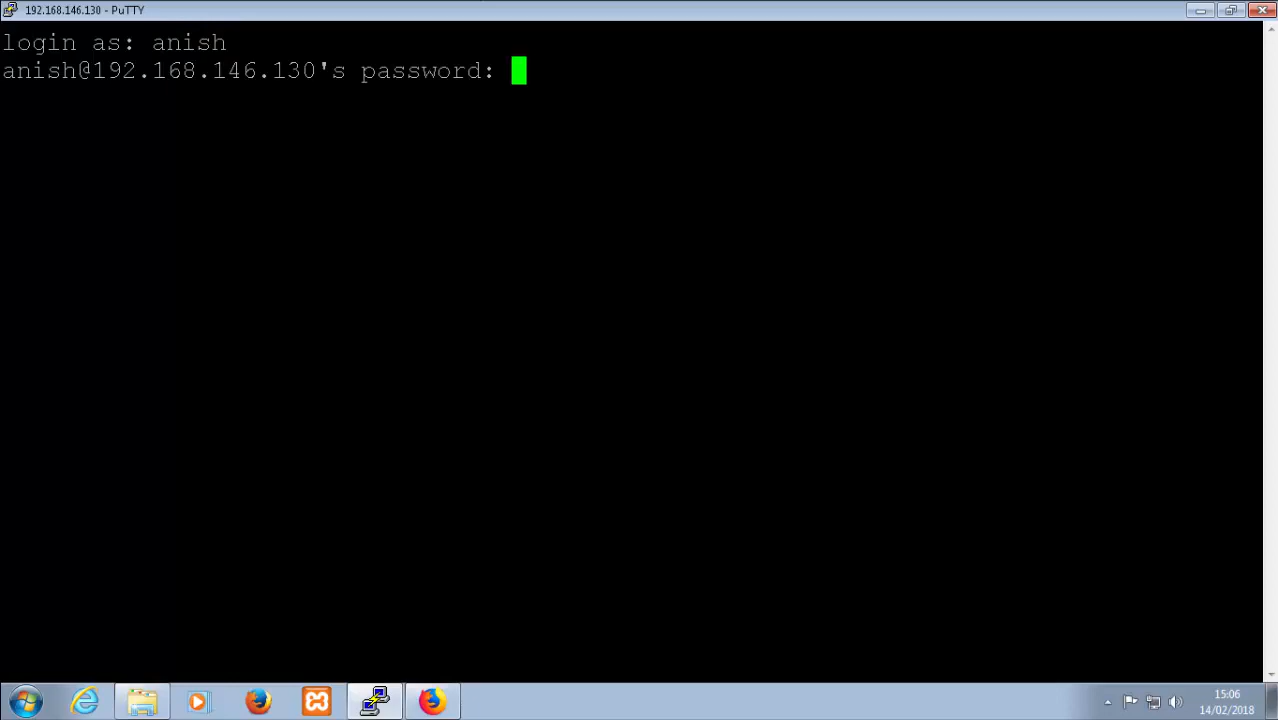 192.168.146.130 - PuTTY
login as: anish
anish@192.168.146.130's password:
15:06
14/02/2018